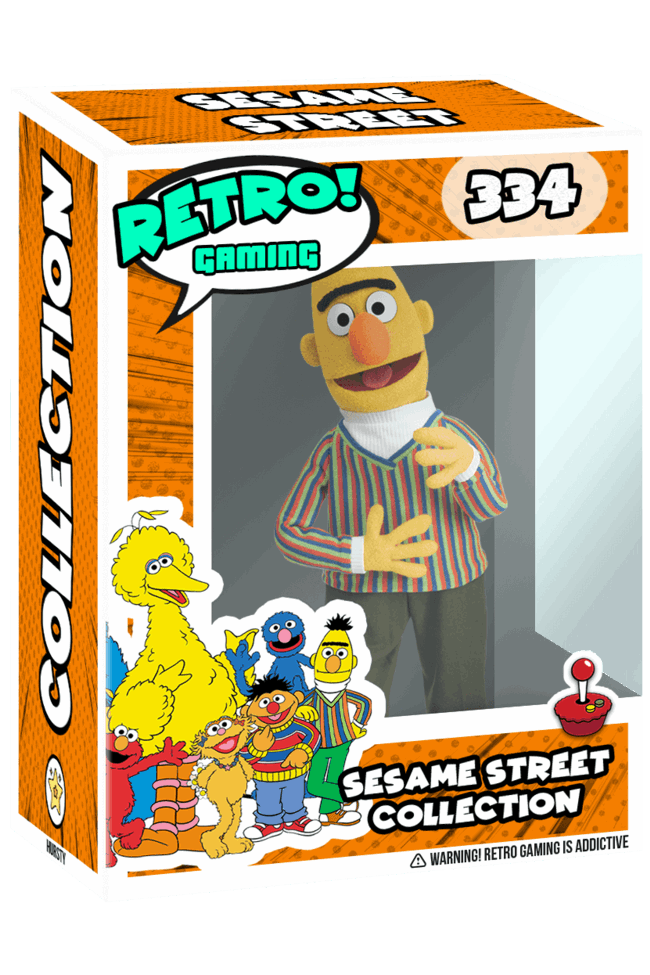 SESAME
STREET
RETRO!
GAMING
334
COLLECTION
SESAME STREET
COLLECTION
⚠ WARNING! RETRO GAMING IS ADDICTIVE
HURSTY